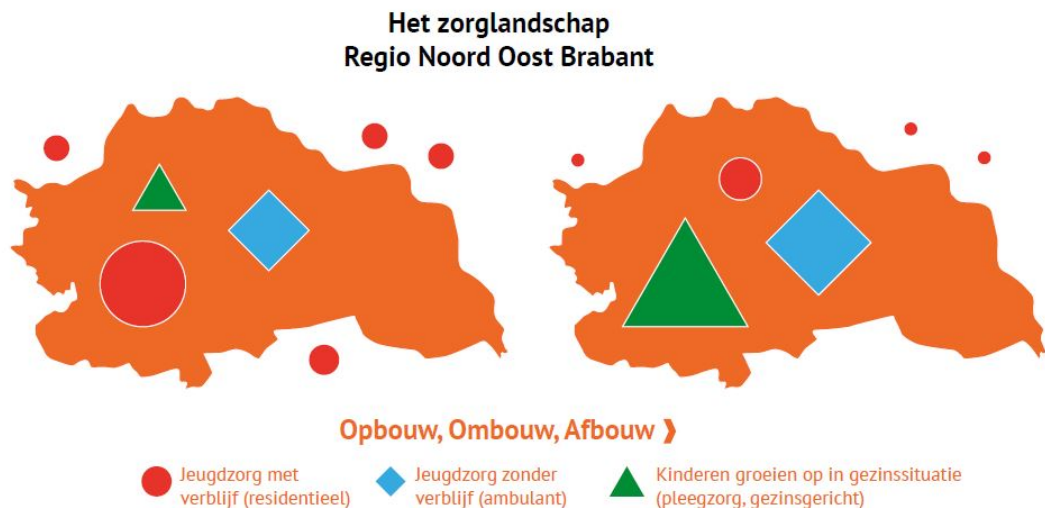 Het zorglandschap
Regio Noord Oost Brabant
Opbouw, Ombouw, Afbouw ❫
Jeugdzorg met
verblijf (residentieel)
Jeugdzorg zonder
verblijf (ambulant)
Kinderen groeien op in gezinssituatie
(pleegzorg, gezinsgericht)